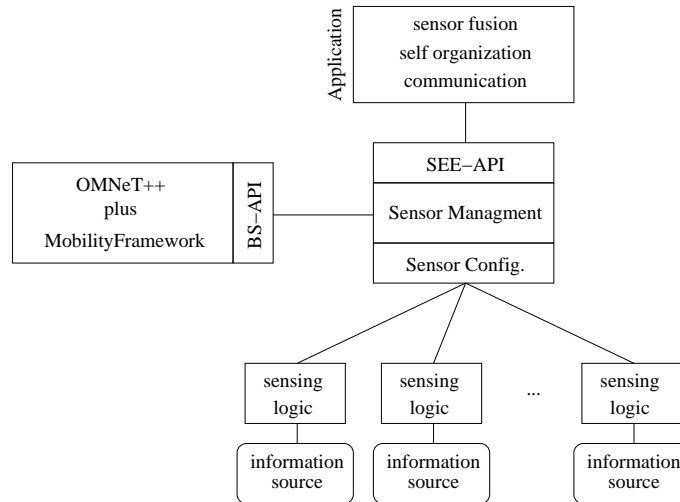 Application
sensor fusion
self organization
communication
OMNeT++
plus
MobilityFramework
BS−API
SEE−API
Sensor Managment
Sensor Config.
sensing
logic
sensing
logic
...
sensing
logic
information
source
information
source
information
source